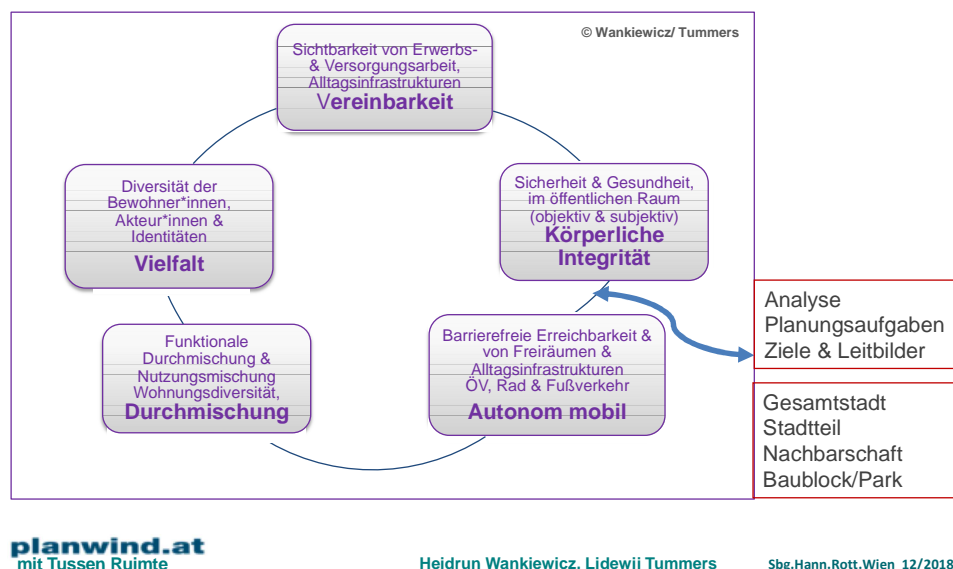 © Wankiewicz/ Tummers
Sichtbarkeit von Erwerbs-
& Versorgungsarbeit,
Alltagsinfrastrukturen
Vereinbarkeit
Diversität der
Bewohner*innen,
Akteur*innen &
Identitäten
Vielfalt
Sicherheit & Gesundheit,
im öffentlichen Raum
(objektiv & subjektiv)
Körperliche
Integrität
Funktionale
Durchmischung &
Nutzungsmischung
Wohnungsdiversität,
Durchmischung
Barrierefreie Erreichbarkeit &
von Freiräumen &
Alltagsinfrastrukturen
ÖV, Rad & Fußverkehr
Autonom mobil
Analyse
Planungsaufgaben
Ziele & Leitbilder
Gesamtstadt
Stadtteil
Nachbarschaft
Baublock/Park
planwind.at
mit Tussen Ruimte
Heidrun Wankiewicz, Lidewij Tummers
Sbg.Hann.Rott.Wien 12/2018